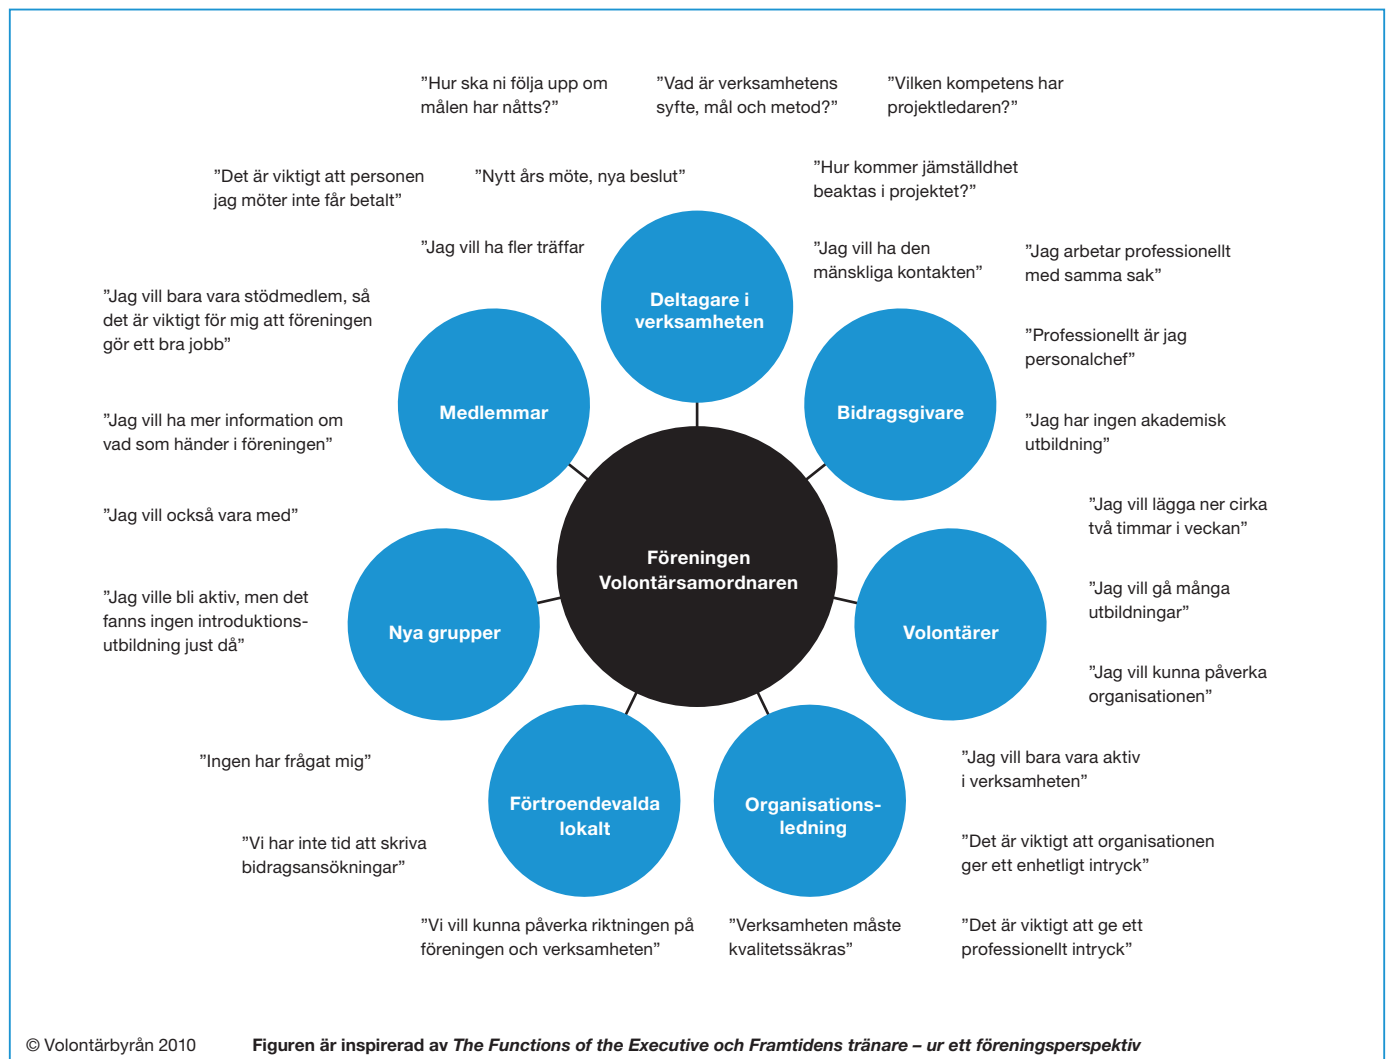 ”Hur ska ni följa upp om
målen har nåtts?”
”Vad är verksamhetens
syfte, mål och metod?”
”Vilken kompetens har
projektledaren?”
”Det är viktigt att personen
jag möter inte får betalt”
”Nytt års möte, nya beslut”
”Hur kommer jämställdhet
beaktas i projektet?”
”Jag vill ha fler träffar
”Jag vill ha den
mänskliga kontakten”
”Jag arbetar professionellt
med samma sak”
Deltagare i
verksamheten
”Jag vill bara vara stödmedlem, så
det är viktigt för mig att föreningen
gör ett bra jobb”
”Professionellt är jag
personalchef”
Medlemmar
Bidragsgivare
”Jag vill ha mer information om
vad som händer i föreningen”
”Jag har ingen akademisk
utbildning”
”Jag vill också vara med”
”Jag vill lägga ner cirka
två timmar i veckan”
Föreningen
Volontärsamordnaren
”Jag ville bli aktiv, men det
fanns ingen introduktions-
utbildning just då”
”Jag vill gå många
utbildningar”
Nya grupper
Volontärer
”Jag vill kunna påverka
organisationen”
”Ingen har frågat mig”
”Jag vill bara vara aktiv
i verksamheten”
Förtroendevalda
lokalt
Organisations-
ledning
”Vi har inte tid att skriva
bidragsansökningar”
”Det är viktigt att organisationen
ger ett enhetligt intryck”
”Vi vill kunna påverka riktningen på
föreningen och verksamheten”
”Verksamheten måste
kvalitetssäkras”
”Det är viktigt att ge ett
professionellt intryck”
© Volontärbyrån 2010
Figuren är inspirerad av The Functions of the Executive och Framtidens tränare – ur ett föreningsperspektiv